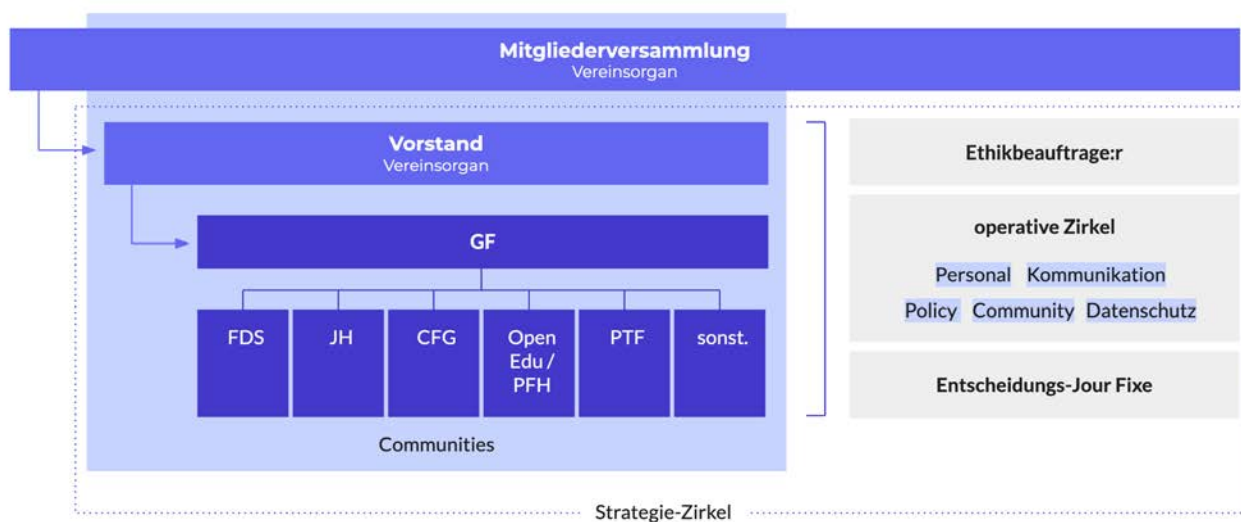 Mitgliederversammlung
Vereinsorgan
Vorstand
Vereinsorgan
GF
FDS
JH
CFG
Open
Edu /
PFH
PTF
sonst.
Communities
Ethikbeauftrage:r
operative Zirkel
Personal Kommunikation
Policy Community Datenschutz
Entscheidungs-Jour Fixe
Strategie-Zirkel